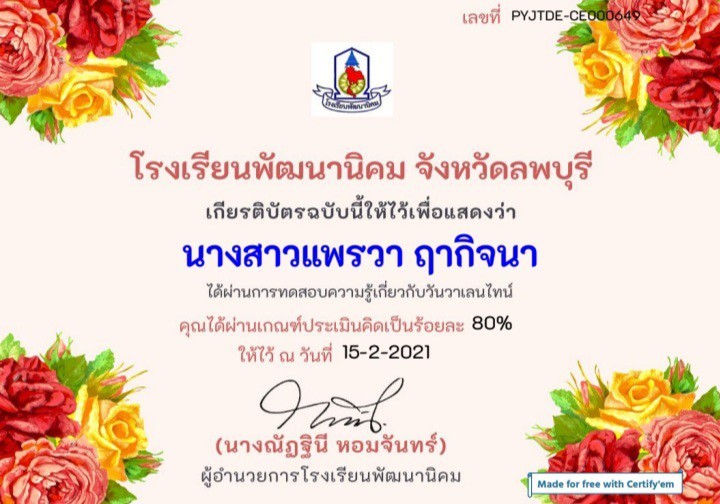 เลขที่ PYJTDE-CE000649
โรงเรียนพัฒนานิคม
โรงเรียนพัฒนานิคม จังหวัดลพบุรี
เกียรติบัตรฉบับนี้ให้ไว้เพื่อแสดงว่า
นางสาวแพรวา ฤากิจนา
ได้ผ่านการทดสอบความรู้เกี่ยวกับวันวาเลนไทน์
คุณได้ผ่านเกณฑ์ประเมินคิดเป็นร้อยละ 80%
ให้ไว้ ณ วันที่ 15-2-2021
(นางณัฏฐินี หอมจันทร์)
ผู้อำนวยการโรงเรียนพัฒนานิคม
Made for free with Certify'em